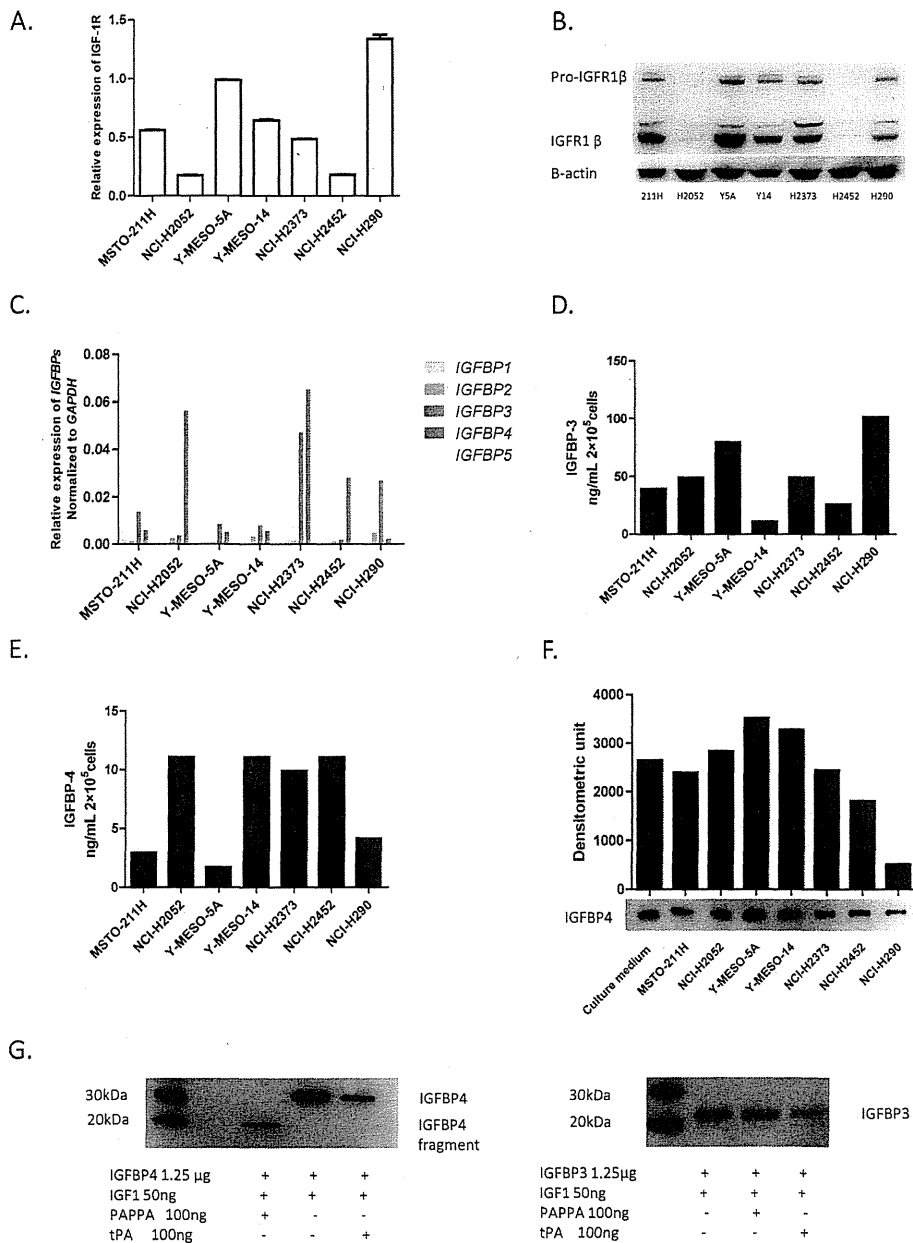 A.
Relative expression of IGF-1R
1.5
1.0
0.5
0.0
MSTO-211H
NCI-H2052
Y-MESO-5A
Y-MESO-14
NCI-H2373
NCI-H2452
NCI-H290
B.
Pro-IGFR1β
IGFR1 β
B-actin
211H H2052 Y5A Y14 H2373 H2452 H290
C.
Relative expression of IGFBPs
Normalized to GAPDH
0.08
0.06
0.04
0.02
0.00
MSTO-211H
NCI-H2052
Y-MESO-5A
Y-MESO-14
NCI-H2373
NCI-H2452
NCI-H290
IGFBP1
IGFBP2
IGFBP3
IGFBP4
IGFBP5
D.
IGFBP-3
ng/mL 2×10⁵cells
150
100
50
0
MSTO-211H
NCI-H2052
Y-MESO-5A
Y-MESO-14
NCI-H2373
NCI-H2452
NCI-H290
E.
IGFBP-4
ng/mL 2×10⁵cells
15
10
5
0
MSTO-211H
NCI-H2052
Y-MESO-5A
Y-MESO-14
NCI-H2373
NCI-H2452
NCI-H290
F.
Densitometric unit
4000
3000
2000
1000
0
IGFBP4
Culture medium
MSTO-211H
NCI-H2052
Y-MESO-5A
Y-MESO-14
NCI-H2373
NCI-H2452
NCI-H290
G.
30kDa
20kDa
IGFBP4
IGFBP4
fragment
IGFBP4 1.25 µg + + +
IGF1 50ng + + +
PAPPA 100ng + - -
tPA 100ng - - +
30kDa
20kDa
IGFBP3
IGFBP3 1.25µg + + +
IGF1 50ng + + +
PAPPA 100ng - + -
tPA 100ng - - +